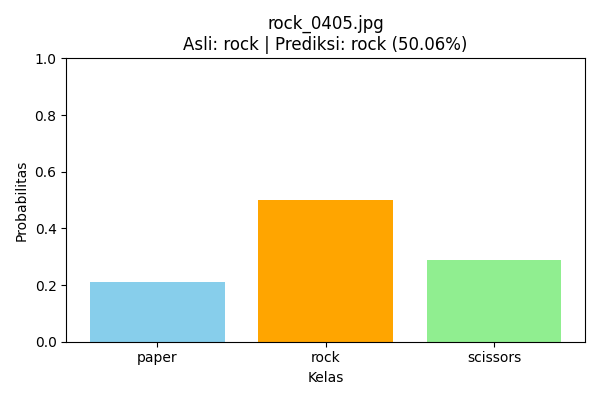 rock_0405.jpg
Asli: rock | Prediksi: rock (50.06%)
1.0
0.8
0.6
0.4
0.2
0.0
Probabilitas
paper rock scissors
Kelas